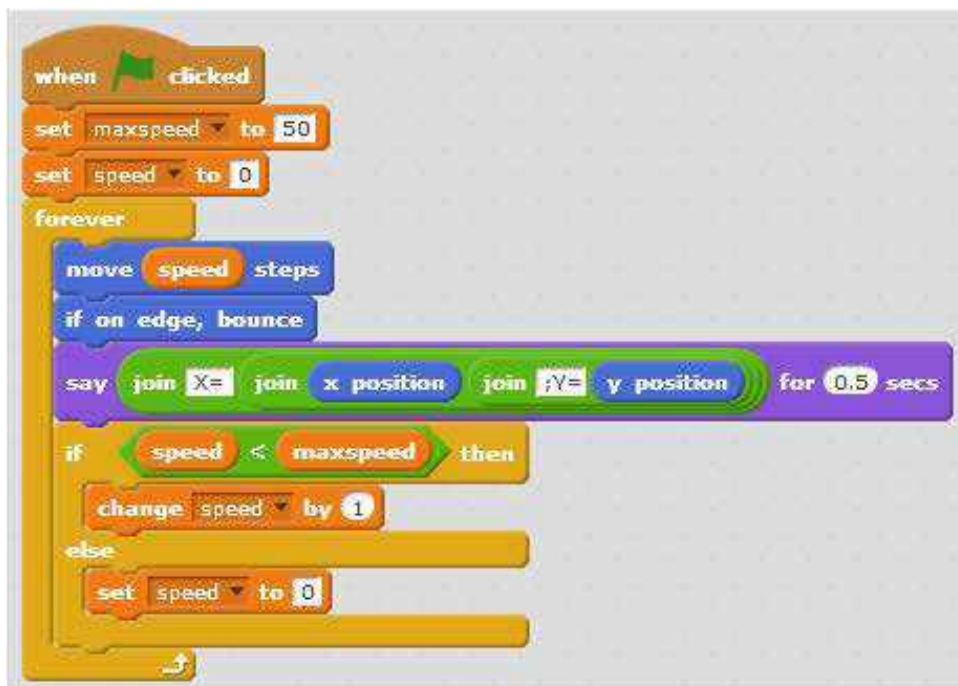 when clicked
set maxspeed to 50
set speed to 0
forever
move speed steps
if on edge, bounce
say join X= join x position join ;Y= y position for 0.5 secs
if speed < maxspeed then
change speed by 1
else
set speed to 0